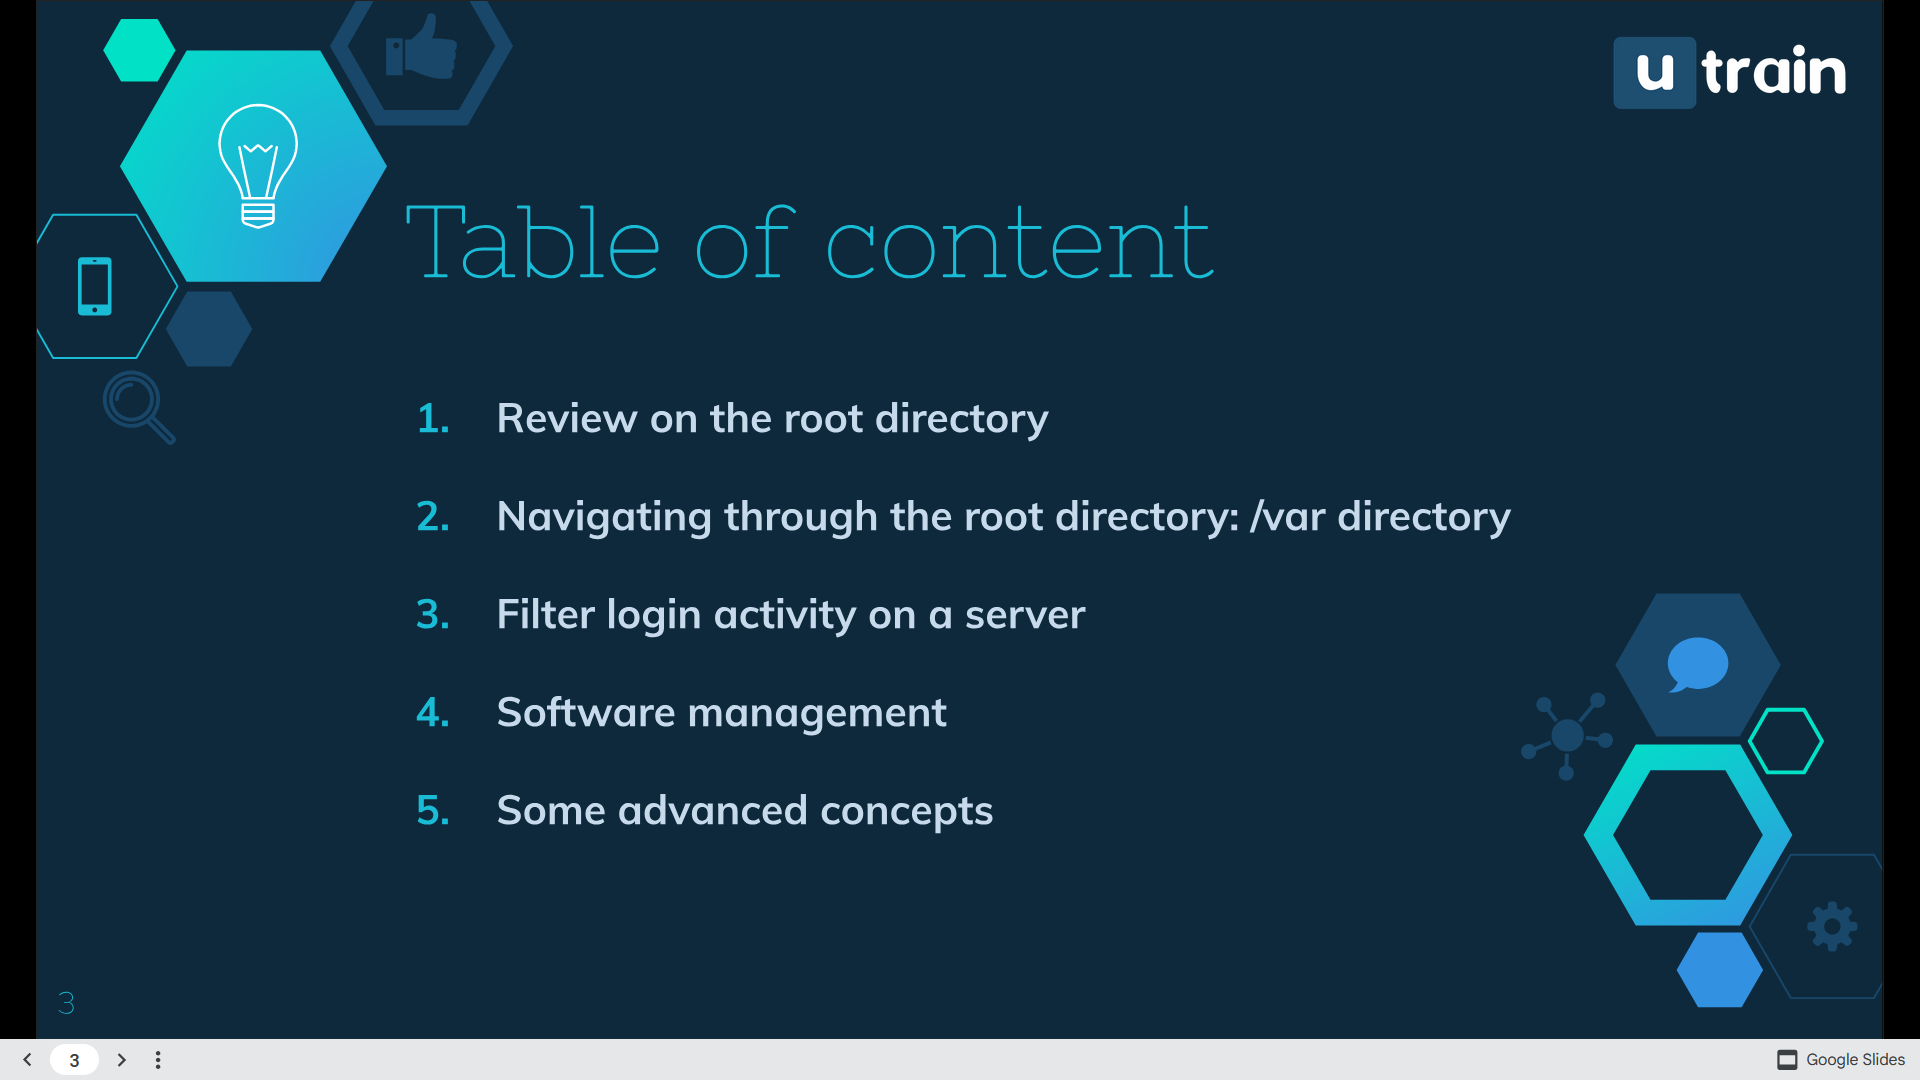 u train
Table of content
1. Review on the root directory
2. Navigating through the root directory: /var directory
3. Filter login activity on a server
4. Software management
5. Some advanced concepts
3
3
Google Slides